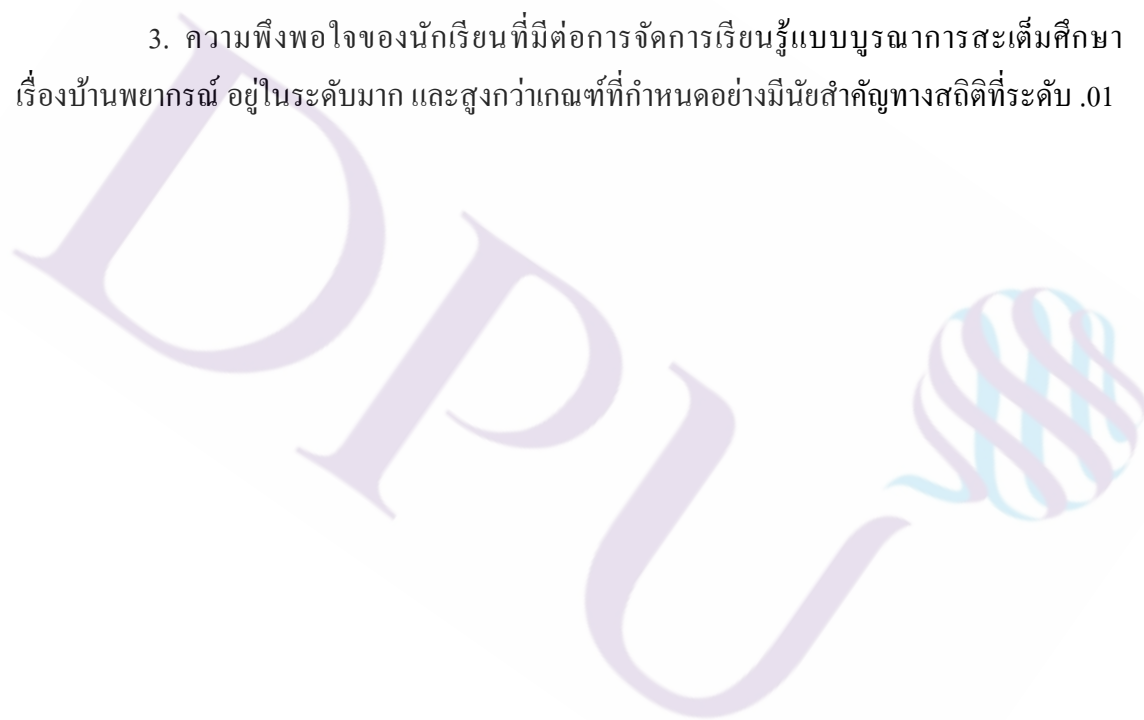 3. ความพึงพอใจของนักเรียนที่มีต่อการจัดการเรียนรู้แบบบูรณาการสะเต็มศึกษา
เรื่องบ้านพยากรณ์ อยู่ในระดับมาก และสูงกว่าเกณฑ์ที่กำหนดอย่างมีนัยสำคัญทางสถิติที่ระดับ .01
DPU